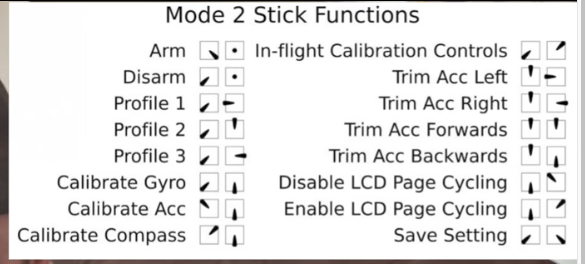 Mode 2 Stick Functions
Arm
Disarm
Profile 1
Profile 2
Profile 3
Calibrate Gyro
Calibrate Acc
Calibrate Compass
In-flight Calibration Controls
Trim Acc Left
Trim Acc Right
Trim Acc Forwards
Trim Acc Backwards
Disable LCD Page Cycling
Enable LCD Page Cycling
Save Setting